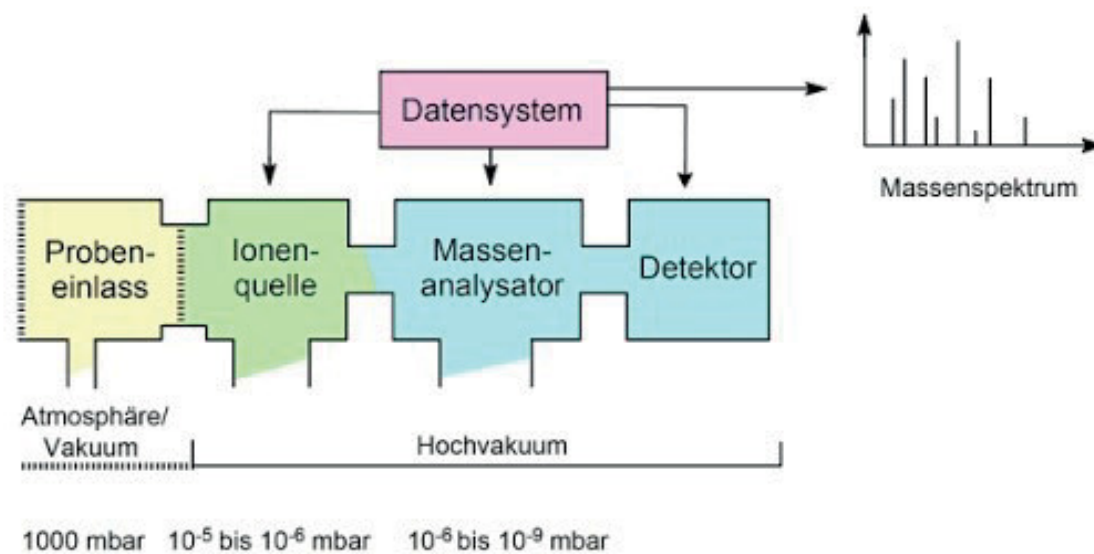 Datensystem
Massenspektrum
Proben-
einlass
Ionen-
quelle
Massen-
analysator
Detektor
Atmosphäre/
Vakuum
Hochvakuum
1000 mbar 10⁻⁵ bis 10⁻⁶ mbar 10⁻⁶ bis 10⁻⁹ mbar